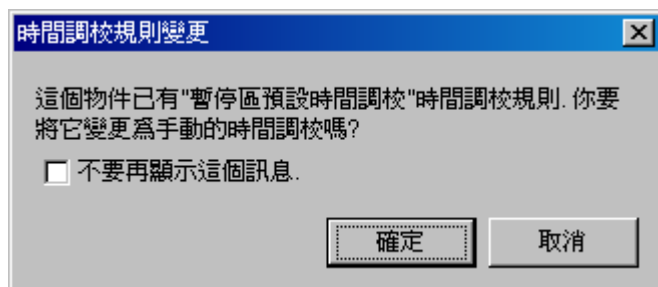 時間調校規則變更
這個物件已有"暫停區預設時間調校"時間調校規則. 你要
將它變更爲手動的時間調校嗎?
不要再顯示這個訊息.
確定
取消